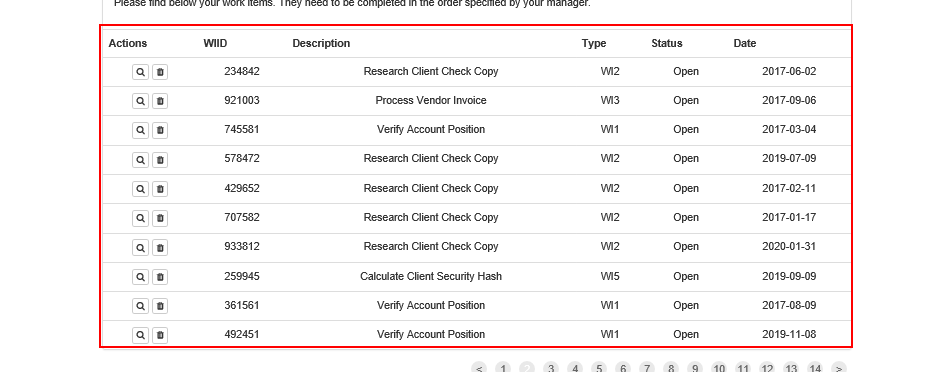 Please find below your work items. They need to be completed in the order specified by your manager.
Actions WIID Description Type Status Date
234842 Research Client Check Copy WI2 Open 2017-06-02
921003 Process Vendor Invoice WI3 Open 2017-09-06
745581 Verify Account Position WI1 Open 2017-03-04
578472 Research Client Check Copy WI2 Open 2019-07-09
429652 Research Client Check Copy WI2 Open 2017-02-11
707582 Research Client Check Copy WI2 Open 2017-01-17
933812 Research Client Check Copy WI2 Open 2020-01-31
259945 Calculate Client Security Hash WI5 Open 2019-09-09
361561 Verify Account Position WI1 Open 2017-08-09
492451 Verify Account Position WI1 Open 2019-11-08
< 1 2 3 4 5 6 7 8 9 10 11 12 13 14 >